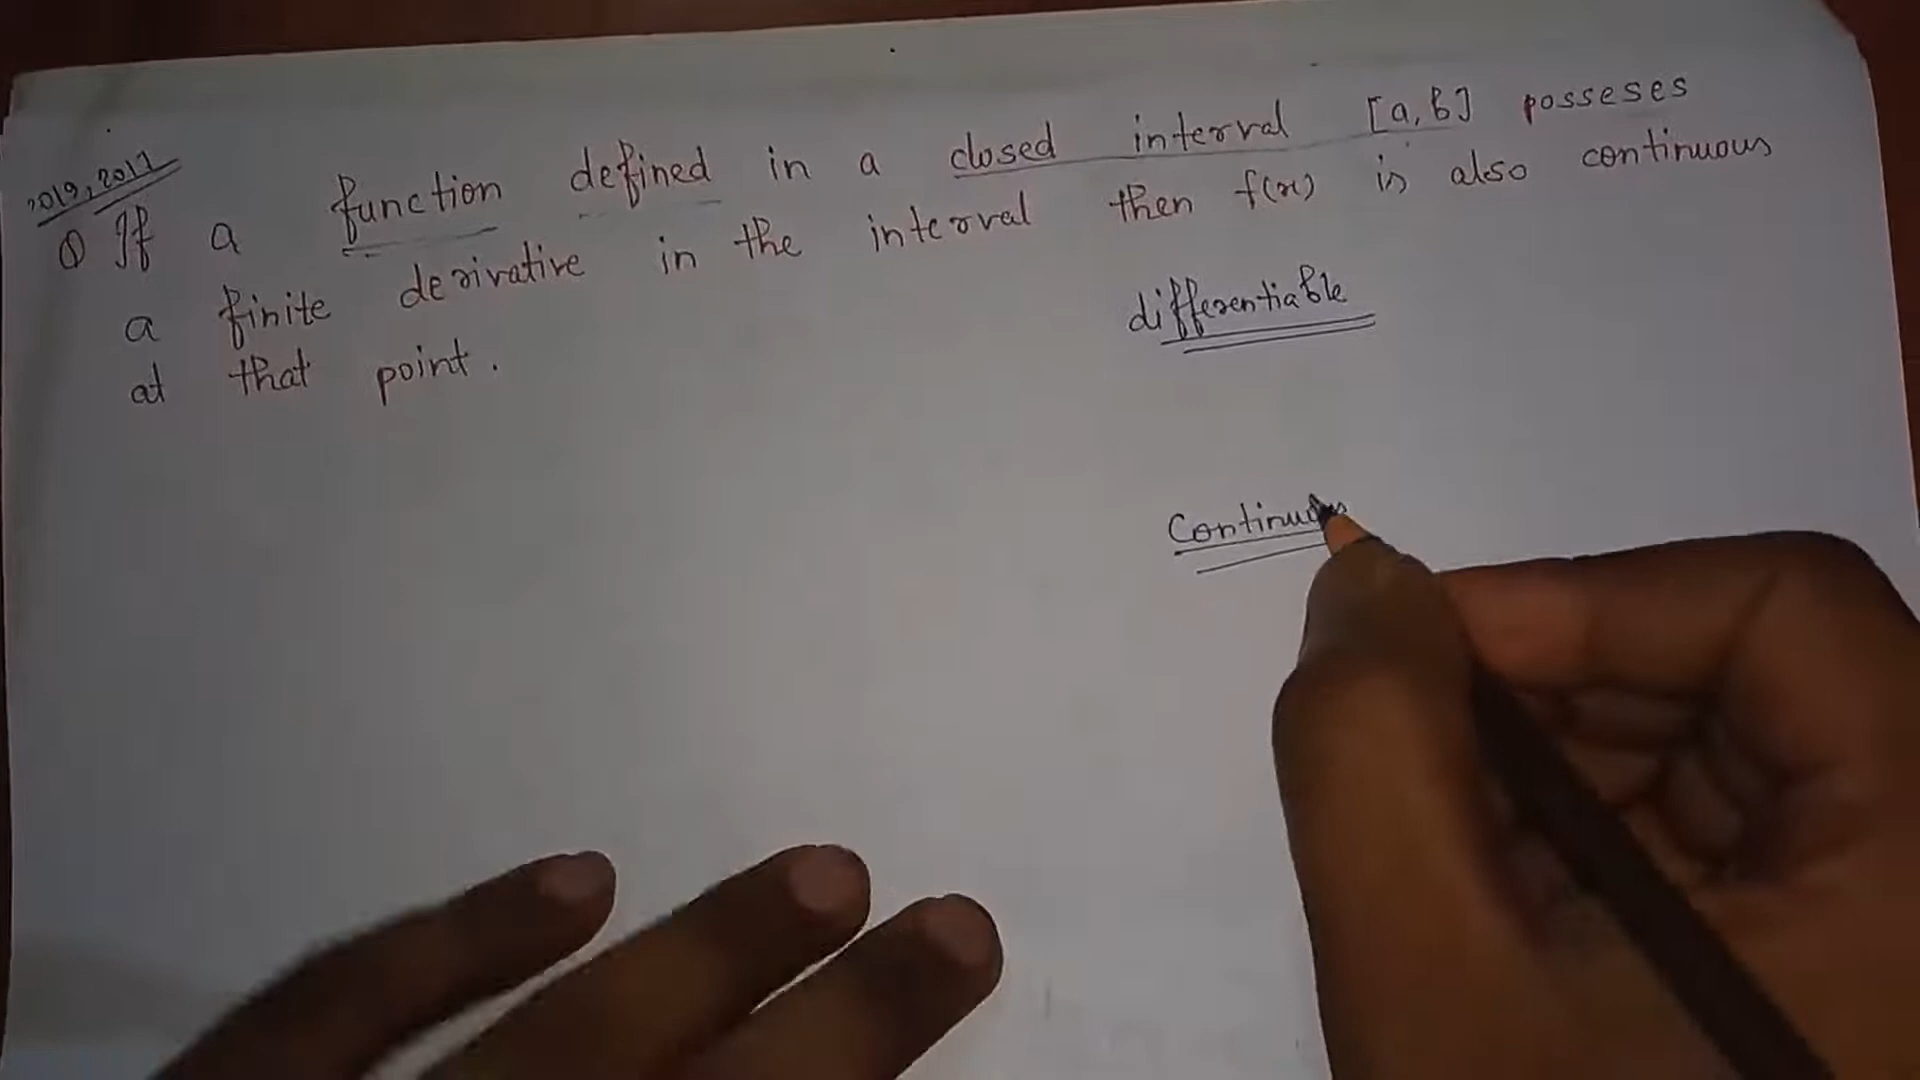 2019, 2017
Q If a function defined in a closed interval [a, b] posseses
a finite derivative in the interval then f(x) is also continuous
at that point.
differentiable
Continuous